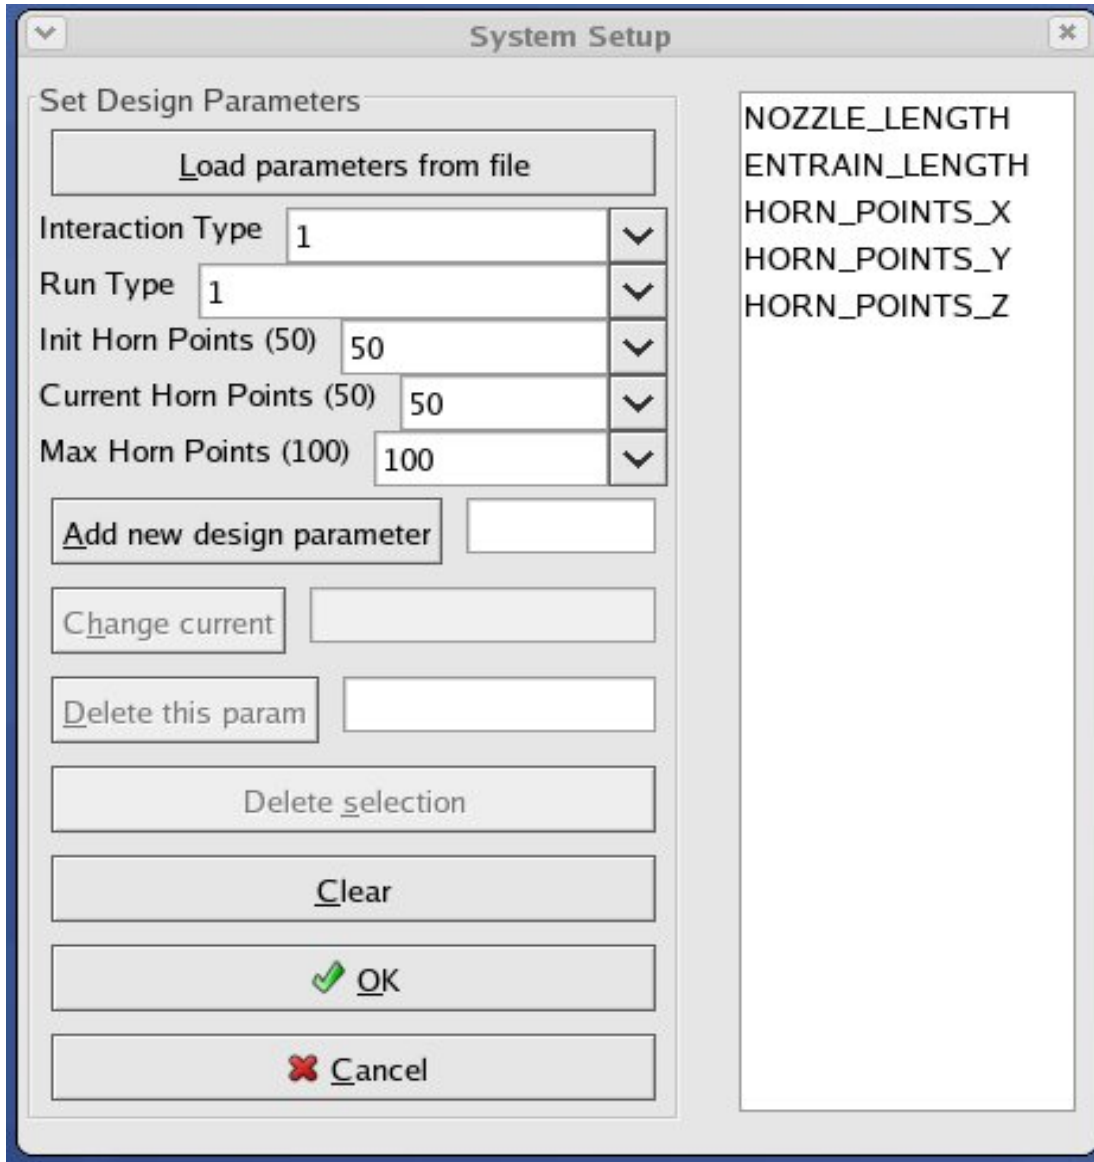 System Setup
Set Design Parameters
Load parameters from file
Interaction Type 1
Run Type 1
Init Horn Points (50) 50
Current Horn Points (50) 50
Max Horn Points (100) 100
Add new design parameter
Change current
Delete this param
Delete selection
Clear
OK
Cancel
NOZZLE_LENGTH
ENTRAIN_LENGTH
HORN_POINTS_X
HORN_POINTS_Y
HORN_POINTS_Z